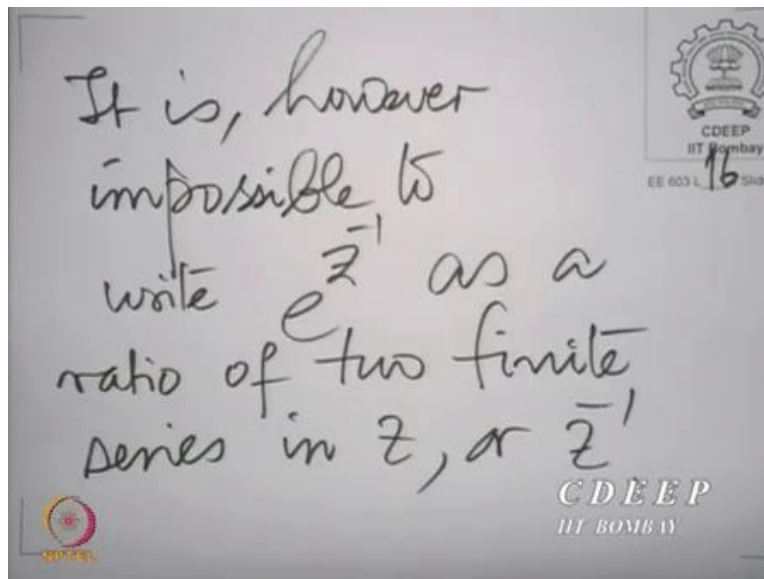 CDEEP
IIT Bombay
EE 603 L 16 Slide
It is, however
impossible to
write e^{z^{-1}} as a
ratio of two finite
series in z, or z^{-1}
CDEEP
IIT BOMBAY
NPTEL